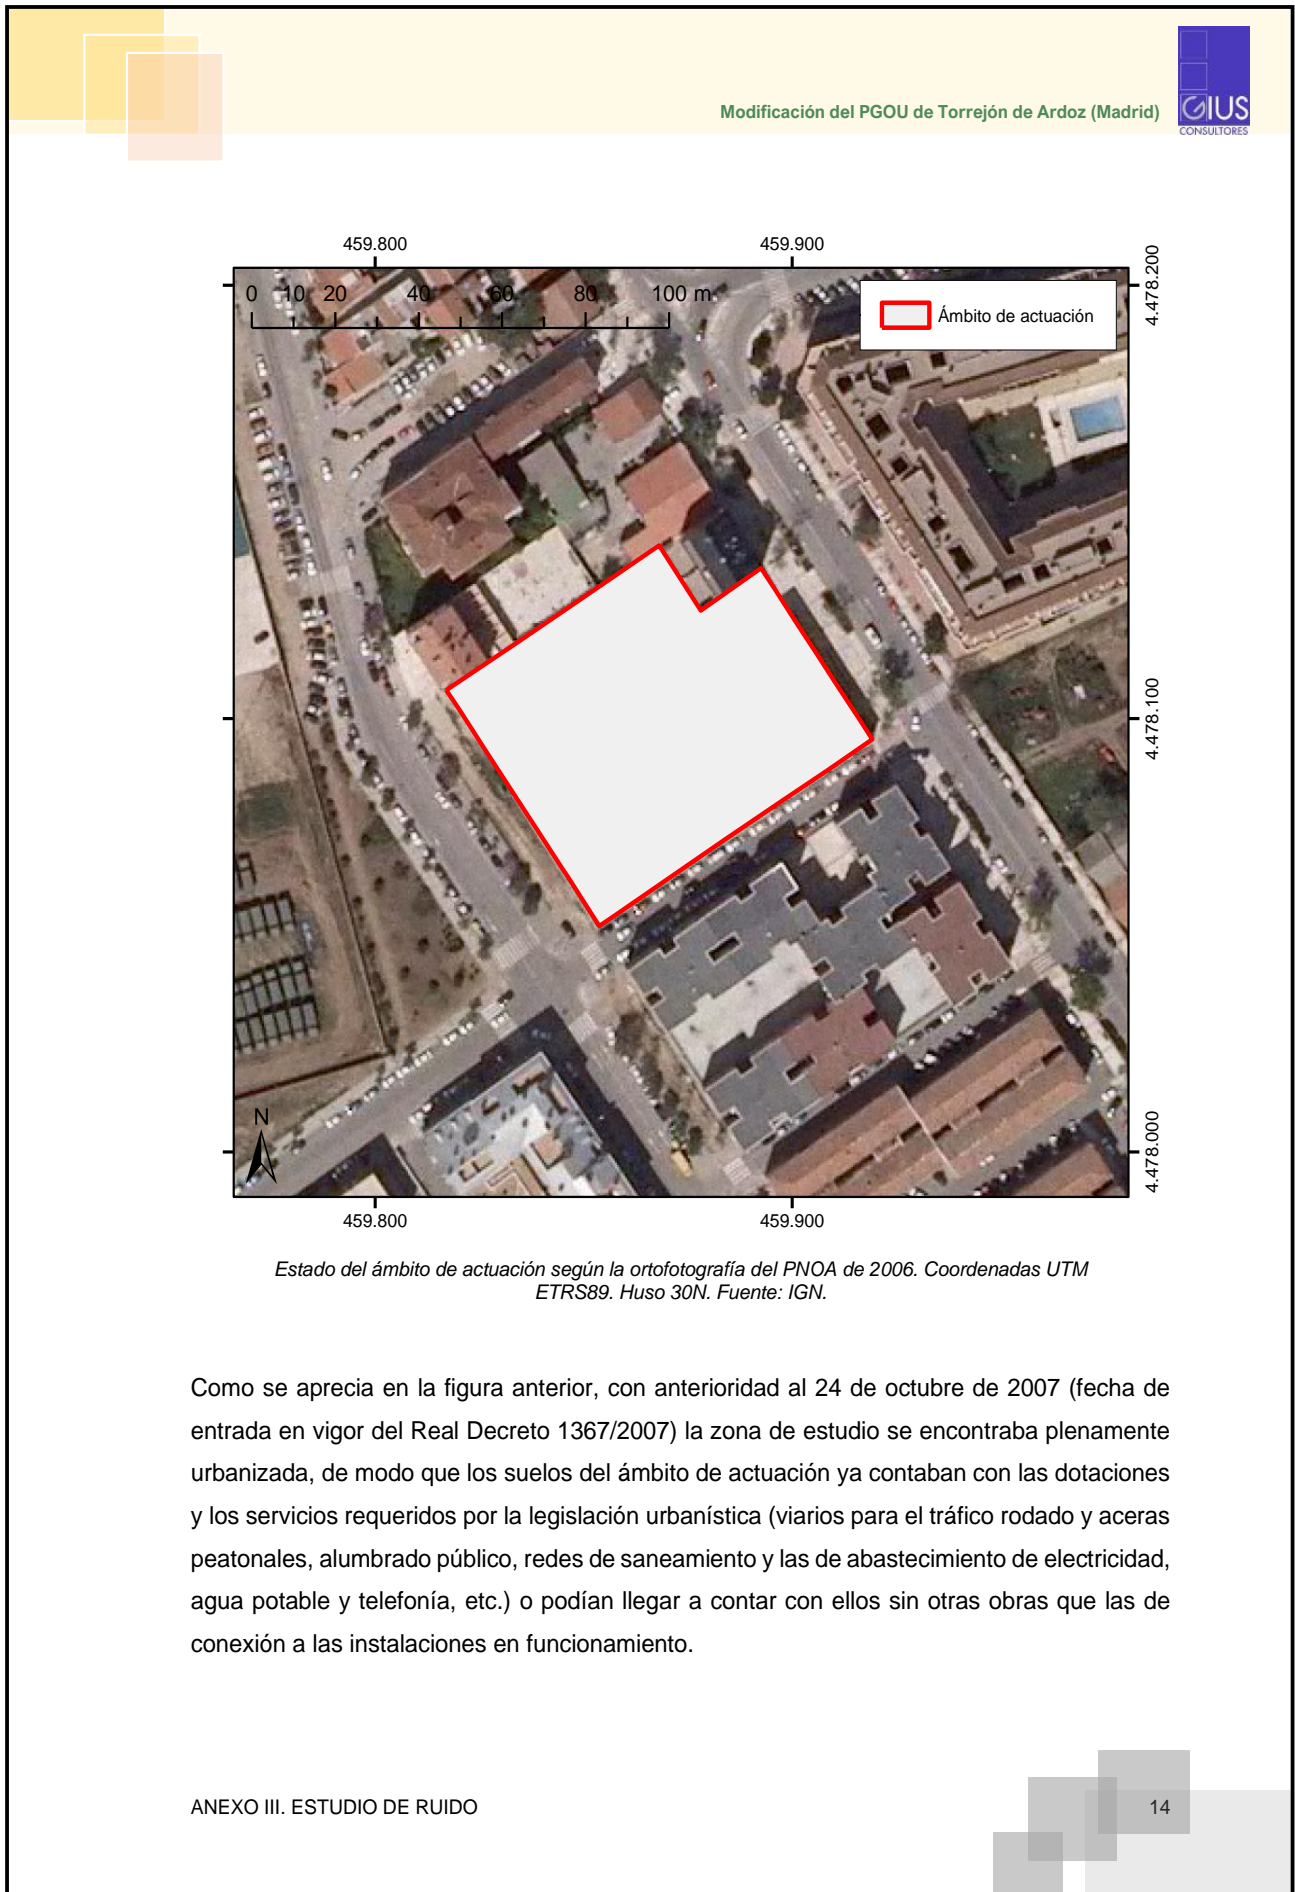 Modificación del PGOU de Torrejón de Ardoz (Madrid)
GIUS
CONSULTORES
459.800
459.900
0 10 20 40 60 80 100 m.
Ámbito de actuación
4.478.200
4.478.100
4.478.000
N
459.800
459.900
Estado del ámbito de actuación según la ortofotografía del PNOA de 2006. Coordenadas UTM
ETRS89. Huso 30N. Fuente: IGN.
Como se aprecia en la figura anterior, con anterioridad al 24 de octubre de 2007 (fecha de
entrada en vigor del Real Decreto 1367/2007) la zona de estudio se encontraba plenamente
urbanizada, de modo que los suelos del ámbito de actuación ya contaban con las dotaciones
y los servicios requeridos por la legislación urbanística (viarios para el tráfico rodado y aceras
peatonales, alumbrado público, redes de saneamiento y las de abastecimiento de electricidad,
agua potable y telefonía, etc.) o podían llegar a contar con ellos sin otras obras que las de
conexión a las instalaciones en funcionamiento.
ANEXO III. ESTUDIO DE RUIDO
14